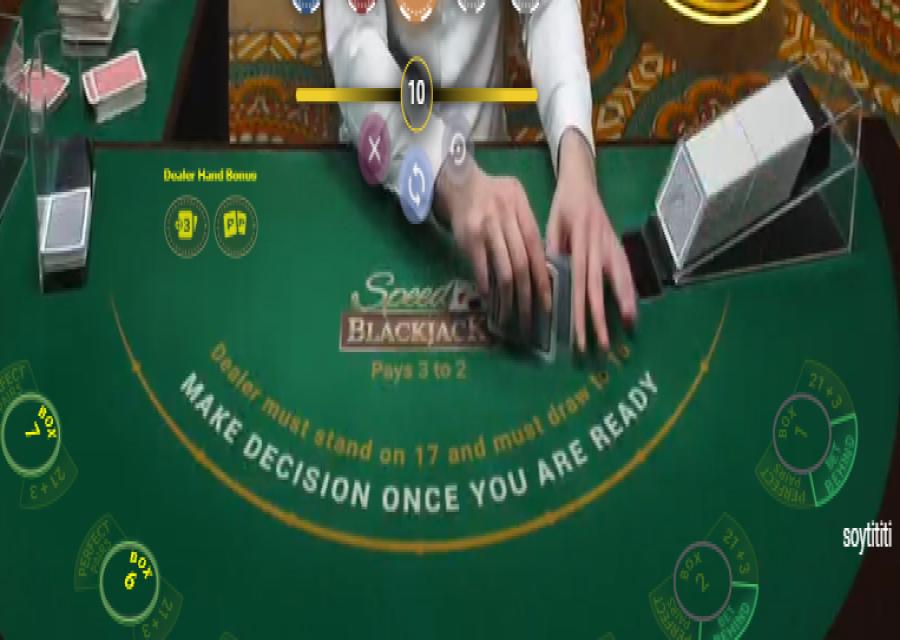 10
Dealer Hand Bonus
Speed
BLACKJACK
Pays 3 to 2
Dealer must stand on 17 and must draw to 16
MAKE DECISION ONCE YOU ARE READY
PERFECT PAIRS
BOX 7
21+3
PERFECT PAIRS
BOX 6
21+3
21+3
BOX
BET BEHIND
PERFECT PAIRS
soytititi
21+3
BOX 2
BET BEHIND
PERFECT PAIRS